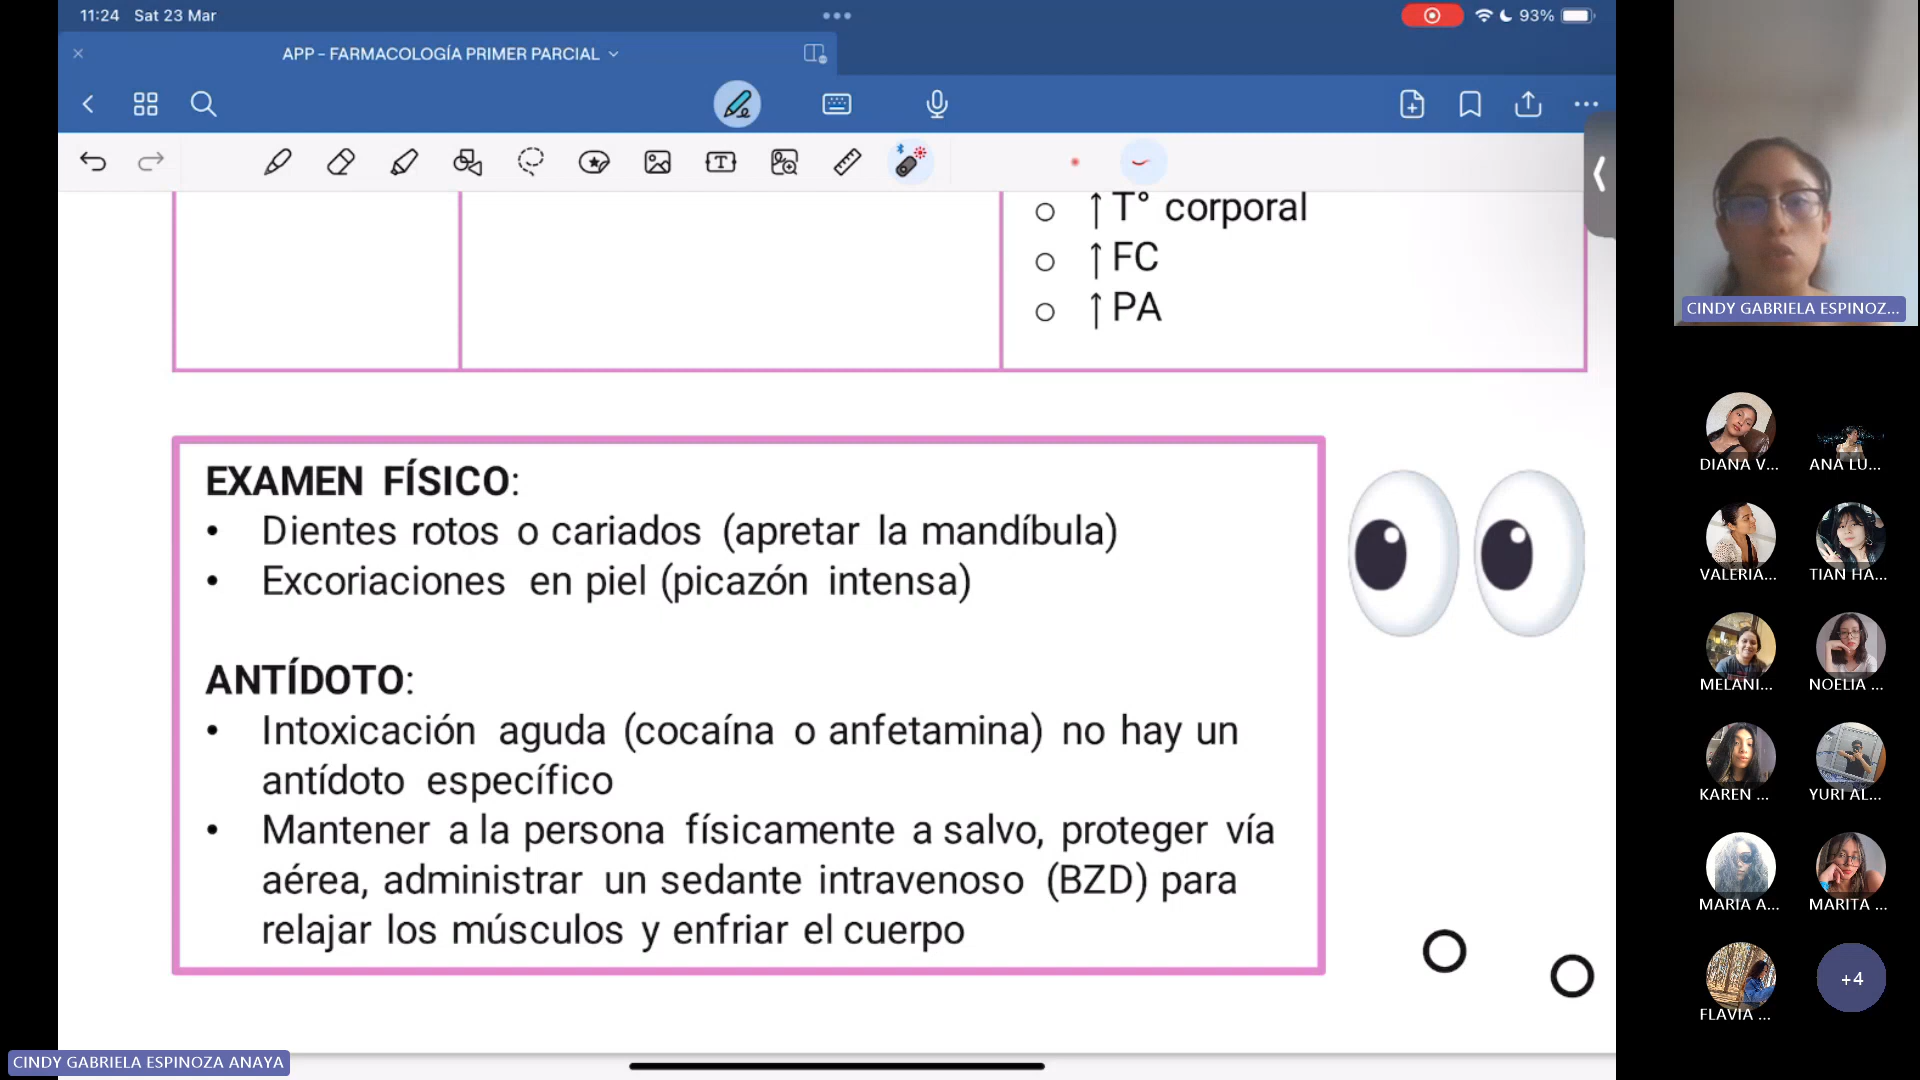 11:24 Sat 23 Mar
93%
APP - FARMACOLOGÍA PRIMER PARCIAL
T
○ ↑ T° corporal
○ ↑ FC
○ ↑ PA
EXAMEN FÍSICO:
• Dientes rotos o cariados (apretar la mandíbula)
• Excoriaciones en piel (picazón intensa)
ANTÍDOTO:
• Intoxicación aguda (cocaína o anfetamina) no hay un
antídoto específico
• Mantener a la persona físicamente a salvo, proteger vía
aérea, administrar un sedante intravenoso (BZD) para
relajar los músculos y enfriar el cuerpo
CINDY GABRIELA ESPINOZA ANAYA
CINDY GABRIELA ESPINOZ...
DIANA V...
ANA LU...
VALERIA...
TIAN HA...
MELANI...
NOELIA ...
KAREN ...
YURI AL...
MARIA A...
MARITA ...
FLAVIA ...
+4